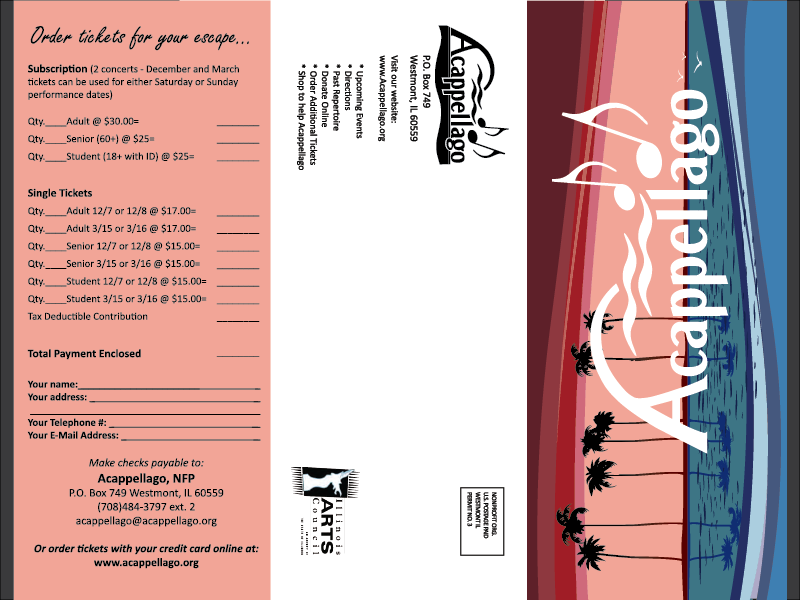 Order tickets for your escape...
Subscription (2 concerts - December and March
tickets can be used for either Saturday or Sunday
performance dates)
Qty.____Adult @ $30.00= ________
Qty.____Senior (60+) @ $25= ________
Qty.____Student (18+ with ID) @ $25= ________
Single Tickets
Qty.____Adult 12/7 or 12/8 @ $17.00= ________
Qty.____Adult 3/15 or 3/16 @ $17.00= ________
Qty.____Senior 12/7 or 12/8 @ $15.00= ________
Qty.____Senior 3/15 or 3/16 @ $15.00= ________
Qty.____Student 12/7 or 12/8 @ $15.00= ________
Qty.____Student 3/15 or 3/16 @ $15.00= ________
Tax Deductible Contribution ________
Total Payment Enclosed ________
Your name:______________________________
Your address: ____________________________
________________________________________
Your Telephone #: _________________________
Your E-Mail Address: _______________________
Make checks payable to:
Acappellago, NFP
P.O. Box 749 Westmont, IL 60559
(708)484-3797 ext. 2
acappellago@acappellago.org
Or order tickets with your credit card online at:
www.acappellago.org
Acappellago
P.O. Box 749
Westmont, IL 60559
Visit our website:
www.Acappellago.org
* Upcoming Events
* Directions
* Past Repertoire
* Donate Online
* Order Additional Tickets
* Shop to help Acappellago
Illinois
ARTS
Council
NONPROFIT ORG.
U.S. POSTAGE PAID
WESTMONT IL
PERMIT NO. 3
Acappellago